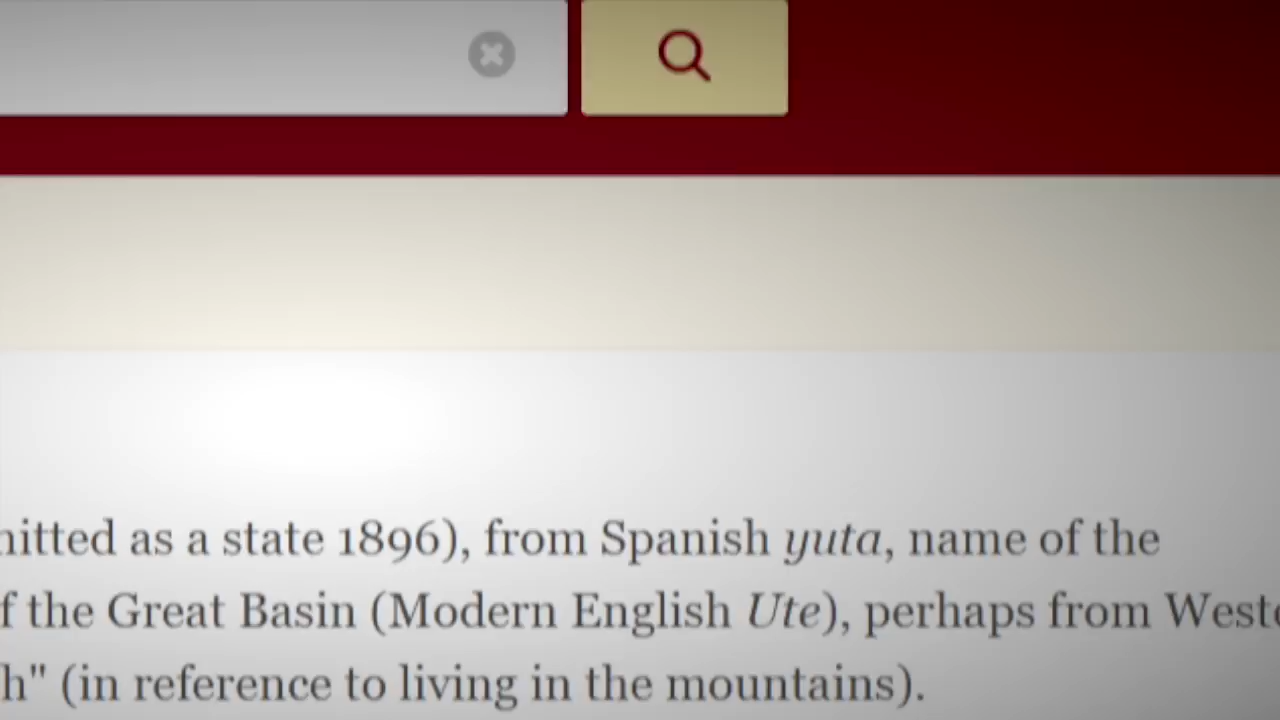 nitted as a state 1896), from Spanish yuta, name of the
f the Great Basin (Modern English Ute), perhaps from Weste
h" (in reference to living in the mountains).